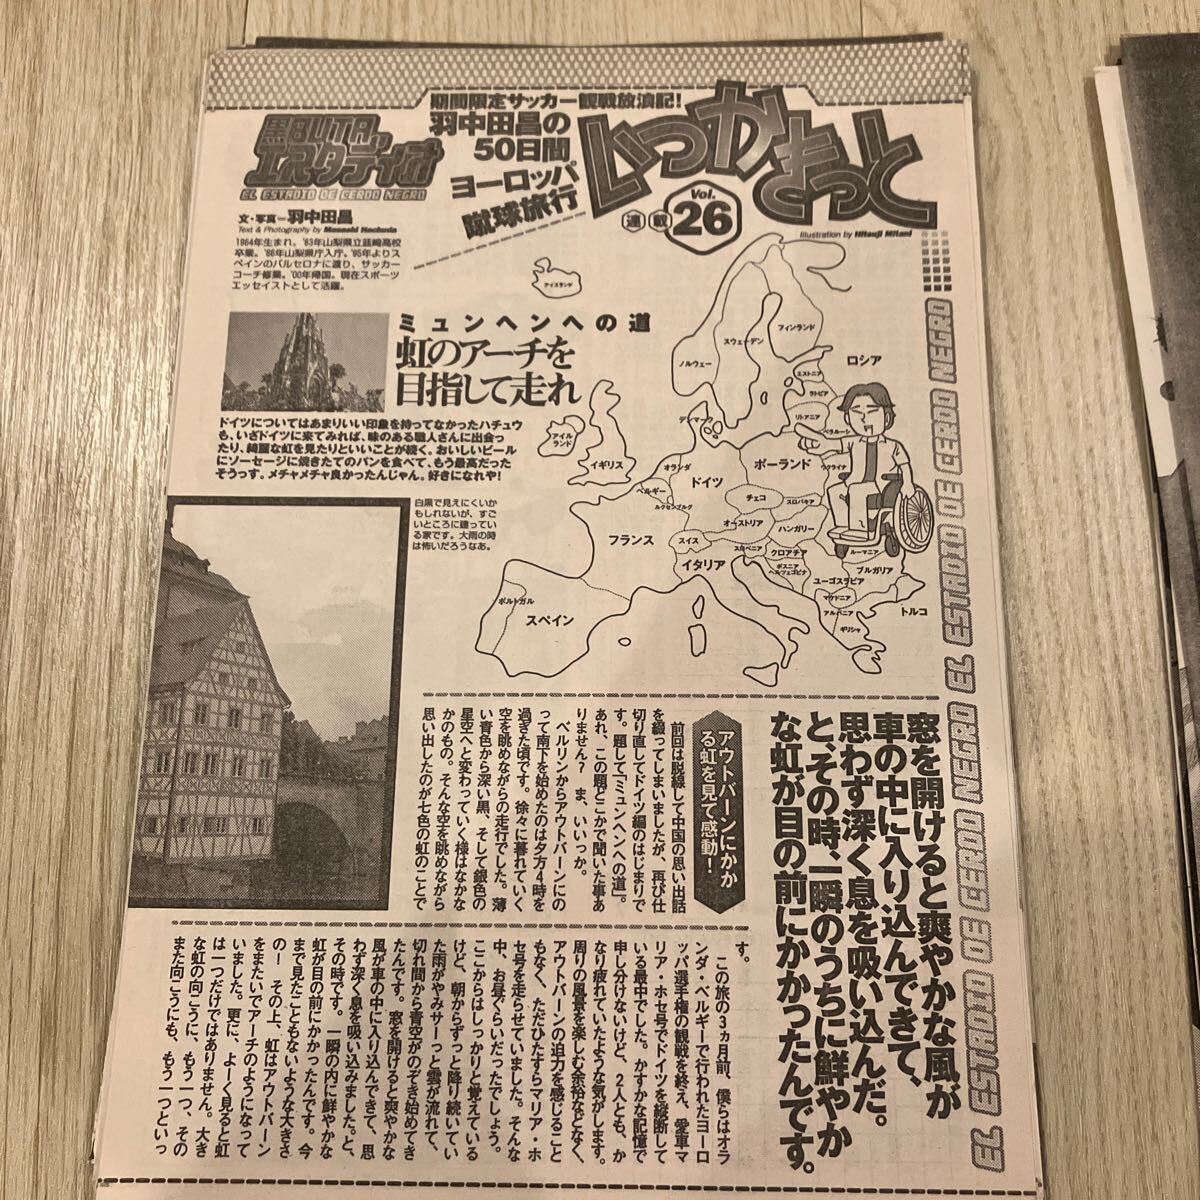 期間限定サッカー観戦放浪記!
羽中田昌の
50日間
ヨーロッパ
蹴球旅行
いつかきっと
連載
Vol.
26
Illustration by Hitsuji Mitani
黒BUTA
エスタディオ
EL ESTADIO DE CERDO NEGRO
文・写真=羽中田昌
Text & Photography by Masashi Hachuda
1964年生まれ。'83年山梨県立韮崎高校
卒業。'86年山梨県庁入庁。'95年よりス
ペインのバルセロナに渡り、サッカー
コーチ修業。'00年帰国。現在スポーツ
エッセイストとして活躍。
ミュンヘンへの道
虹のアーチを
目指して走れ
ドイツについてはあまりいい印象を持ってなかったハチュウ
も、いざドイツに来てみれば、味のある職人さんに出会っ
たり、綺麗な虹を見たりといいことが続く。おいしいビール
にソーセージに焼きたてのパンを食べて、もう最高だった
そうっす。メチャメチャ良かったんじゃん。好きになれや!
白黒で見えにくいか
もしれないが、すご
いところに建ってい
る家です。大雨の時
は怖いだろうなあ。
アイスランド
フィンランド
スウェーデン
ノルウェー
ロシア
エストニア
ラトビア
リトアニア
ベラルーシ
デンマーク
アイル
ランド
イギリス
オランダ
ベルギー
ルクセンブルグ
ドイツ
ポーランド
ウクライナ
チェコ
スロバキア
オーストリア
ハンガリー
フランス
スイス
スロベニア
クロアチア
ルーマニア
イタリア
ボスニア
ヘルツェゴビナ
ブルガリア
ユーゴスラビア
マケドニア
アルバニア
ギリシャ
トルコ
ポルトガル
スペイン
EL ESTADIO DE CERDO NEGRO EL ESTADIO DE CERDO NEGRO
窓を開けると爽やかな風が
車の中に入り込んできて、
思わず深く息を吸い込んだ。
と、その時、一瞬のうちに鮮やか
な虹が目の前にかかったんです。
アウトバーンにかか
る虹を見て感動!
前回は脱線して中国の思い出話
を綴ってしまいましたが、再び仕
切り直してドイツ編のはじまりで
す。題して「ミュンヘンへの道」。
あれ、この題どこかで聞いた事あ
りません? ま、いいっか。
ベルリンからアウトバーンにの
って南下を始めたのは夕方4時を
過ぎた頃です。徐々に暮れていく
空を眺めながらの走行でした。薄
い青色から深い黒、そして銀色の
星空へと変わっていく様はなかな
かのもの。そんな空を眺めながら
思い出したのが七色の虹のことで
す。
この旅の3ヵ月前、僕らはオラ
ンダ・ベルギーで行われたヨーロ
ッパ選手権の観戦を終え、愛車マ
リア・ホセ号でドイツを縦断して
いる最中でした。かすかな記憶で
申し分けないけど、2人とも、か
なり疲れていたような気がします。
周りの風景を楽しむ余裕などなく、
アウトバーンの迫力を感じること
もなく、ただひたすらマリア・ホ
セ号を走らせていました。そんな
中、お昼ぐらいだったでしょう。
ここからはしっかりと覚えている
けど、朝からずっと降り続いてい
た雨がやみサーっと雲が流れて、
切れ間から青空がのぞき始めてき
たんです。窓を開けると爽やかな
風が車の中に入り込んできて、思
わず深く息を吸い込みました。と、
その時です。一瞬の内に鮮やかな
虹が目の前にかかったんです。今
まで見たこともないような大きさ
のー その上、虹はアウトバーン
をまたいでアーチのようになって
いました。更に、よーく見ると虹
は一つだけではありません。大き
な虹の向こうに、もう一つ、その
また向こうにも、もう一つといっ